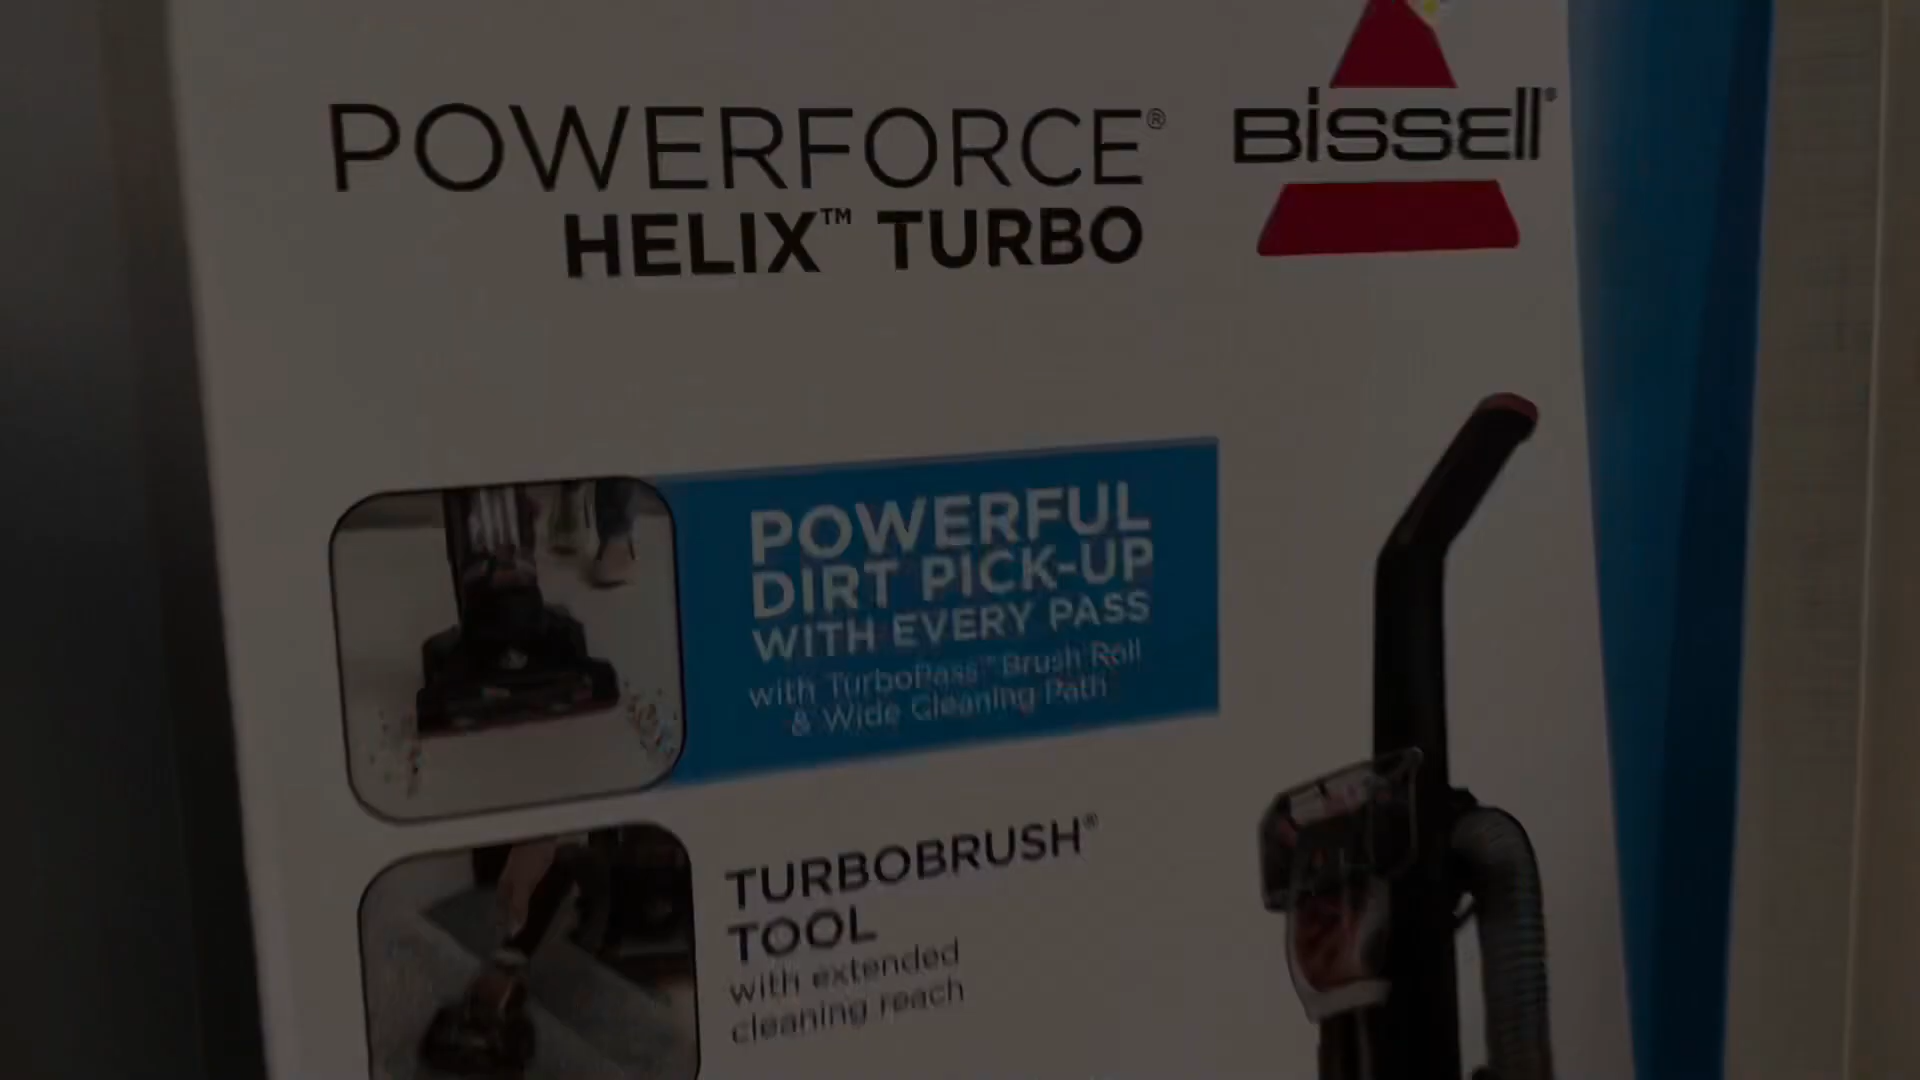 POWERFORCE®
HELIX™ TURBO
BISSELL®
POWERFUL
DIRT PICK-UP
WITH EVERY PASS
with TurboPass™ Brush Roll
& Wide Cleaning Path
TURBOBRUSH®
TOOL
with extended
cleaning reach